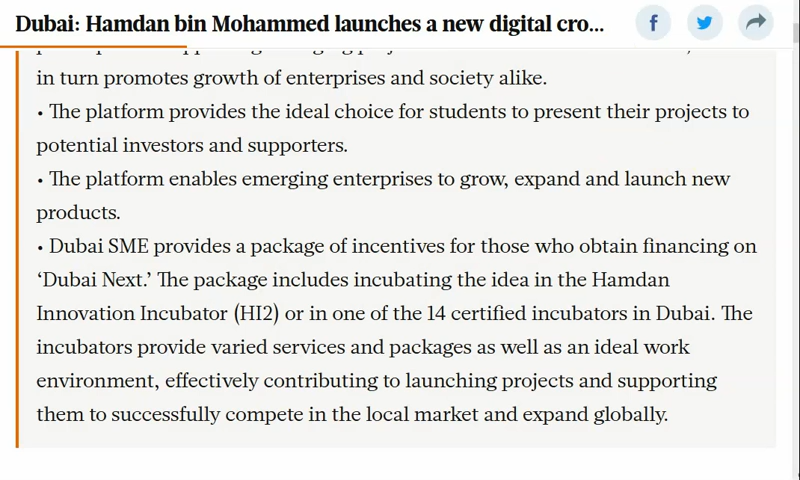 Dubai: Hamdan bin Mohammed launches a new digital cro...
in turn promotes growth of enterprises and society alike.
• The platform provides the ideal choice for students to present their projects to
potential investors and supporters.
• The platform enables emerging enterprises to grow, expand and launch new
products.
• Dubai SME provides a package of incentives for those who obtain financing on
‘Dubai Next.’ The package includes incubating the idea in the Hamdan
Innovation Incubator (HI2) or in one of the 14 certified incubators in Dubai. The
incubators provide varied services and packages as well as an ideal work
environment, effectively contributing to launching projects and supporting
them to successfully compete in the local market and expand globally.